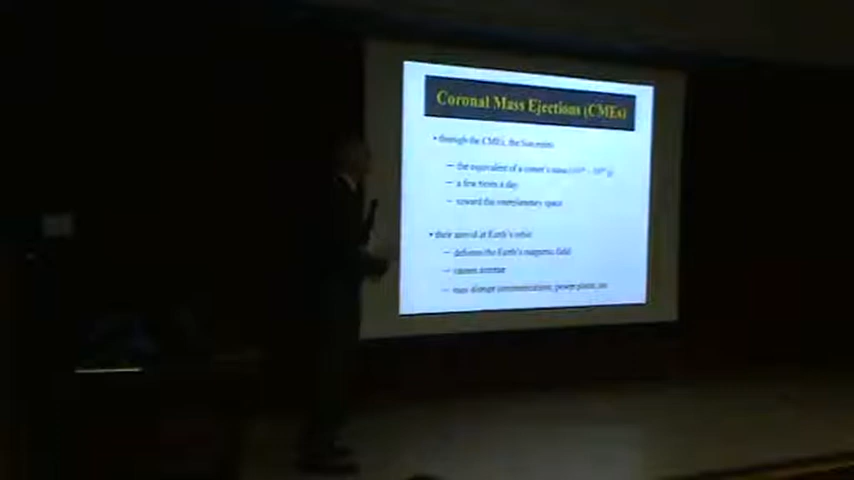 Coronal Mass Ejections (CMEs)
• through the CMEs, the Sun emits
– the equivalent of a comet's mass
– a few times a day
– toward the interplanetary space
• their arrival at Earth's orbit
– deforms the Earth's magnetic field
– causes aurorae
– may disrupt communications, power plants, etc